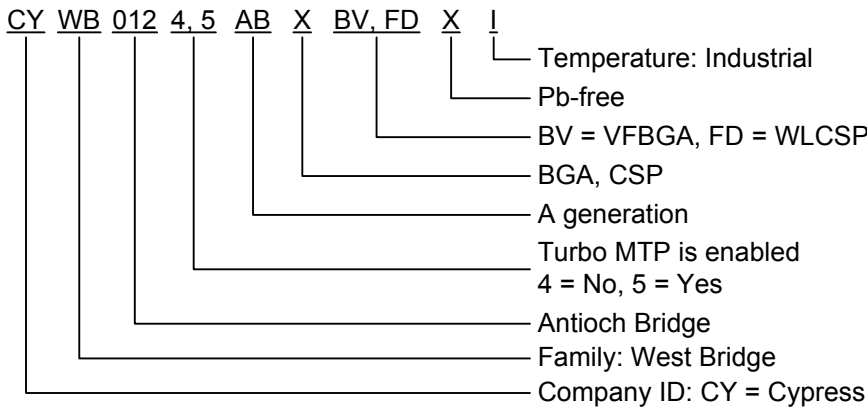 CY WB 012 4, 5 AB X BV, FD X I
Temperature: Industrial
Pb-free
BV = VFBGA, FD = WLCSP
BGA, CSP
A generation
Turbo MTP is enabled
4 = No, 5 = Yes
Antioch Bridge
Family: West Bridge
Company ID: CY = Cypress